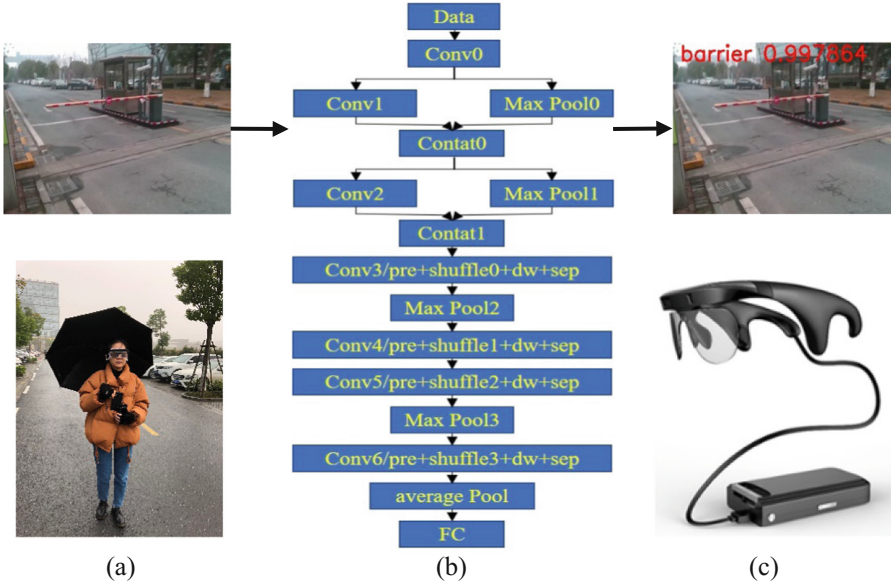 barrier 0.997864
Data
Conv0
Conv1
Max Pool0
Contat0
Conv2
Max Pool1
Contat1
Conv3/pre+shuffle0+dw+sep
Max Pool2
Conv4/pre+shuffle1+dw+sep
Conv5/pre+shuffle2+dw+sep
Max Pool3
Conv6/pre+shuffle3+dw+sep
average Pool
FC
(a)
(b)
(c)